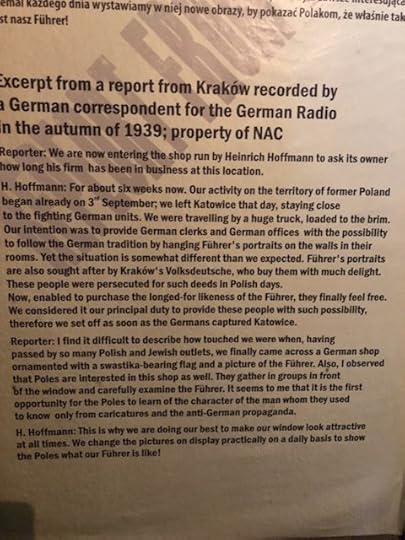 każdego dnia wystawiamy w niej nowe obrazy, by pokazać Polakom, że właśnie tak
st nasz Führer!
Excerpt from a report from Kraków recorded by
a German correspondent for the German Radio
in the autumn of 1939; property of NAC
Reporter: We are now entering the shop run by Heinrich Hoffmann to ask its owner
how long his firm has been in business at this location.
H. Hoffmann: For about six weeks now. Our activity on the territory of former Poland
began already on 3rd September; we left Katowice that day, staying close
to the fighting German units. We were travelling by a huge truck, loaded to the brim.
Our intention was to provide German clerks and German offices with the possibility
to follow the German tradition by hanging Führer's portraits on the walls in their
rooms. Yet the situation is somewhat different than we expected. Führer's portraits
are also sought after by Kraków's Volksdeutsche, who buy them with much delight.
These people were persecuted for such deeds in Polish days.
Now, enabled to purchase the longed-for likeness of the Führer, they finally feel free.
We considered it our principal duty to provide these people with such possibility,
therefore we set off as soon as the Germans captured Katowice.
Reporter: I find it difficult to describe how touched we were when, having
passed by so many Polish and Jewish outlets, we finally came across a German shop
ornamented with a swastika-bearing flag and a picture of the Führer. Also, I observed
that Poles are interested in this shop as well. They gather in groups in front
of the window and carefully examine the Führer. It seems to me that it is the first
opportunity for the Poles to learn of the character of the man whom they used
to know only from caricatures and the anti-German propaganda.
H. Hoffmann: This is why we are doing our best to make our window look attractive
at all times. We change the pictures on display practically on a daily basis to show
the Poles what our Führer is like!